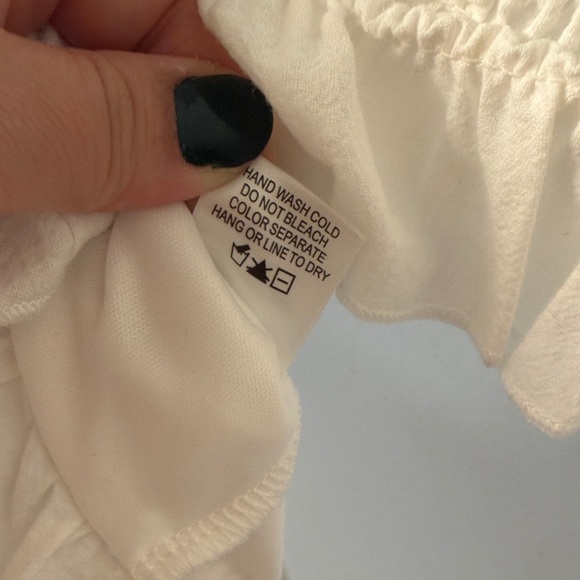 HAND WASH COLD
DO NOT BLEACH
COLOR SEPARATE
HANG OR LINE TO DRY